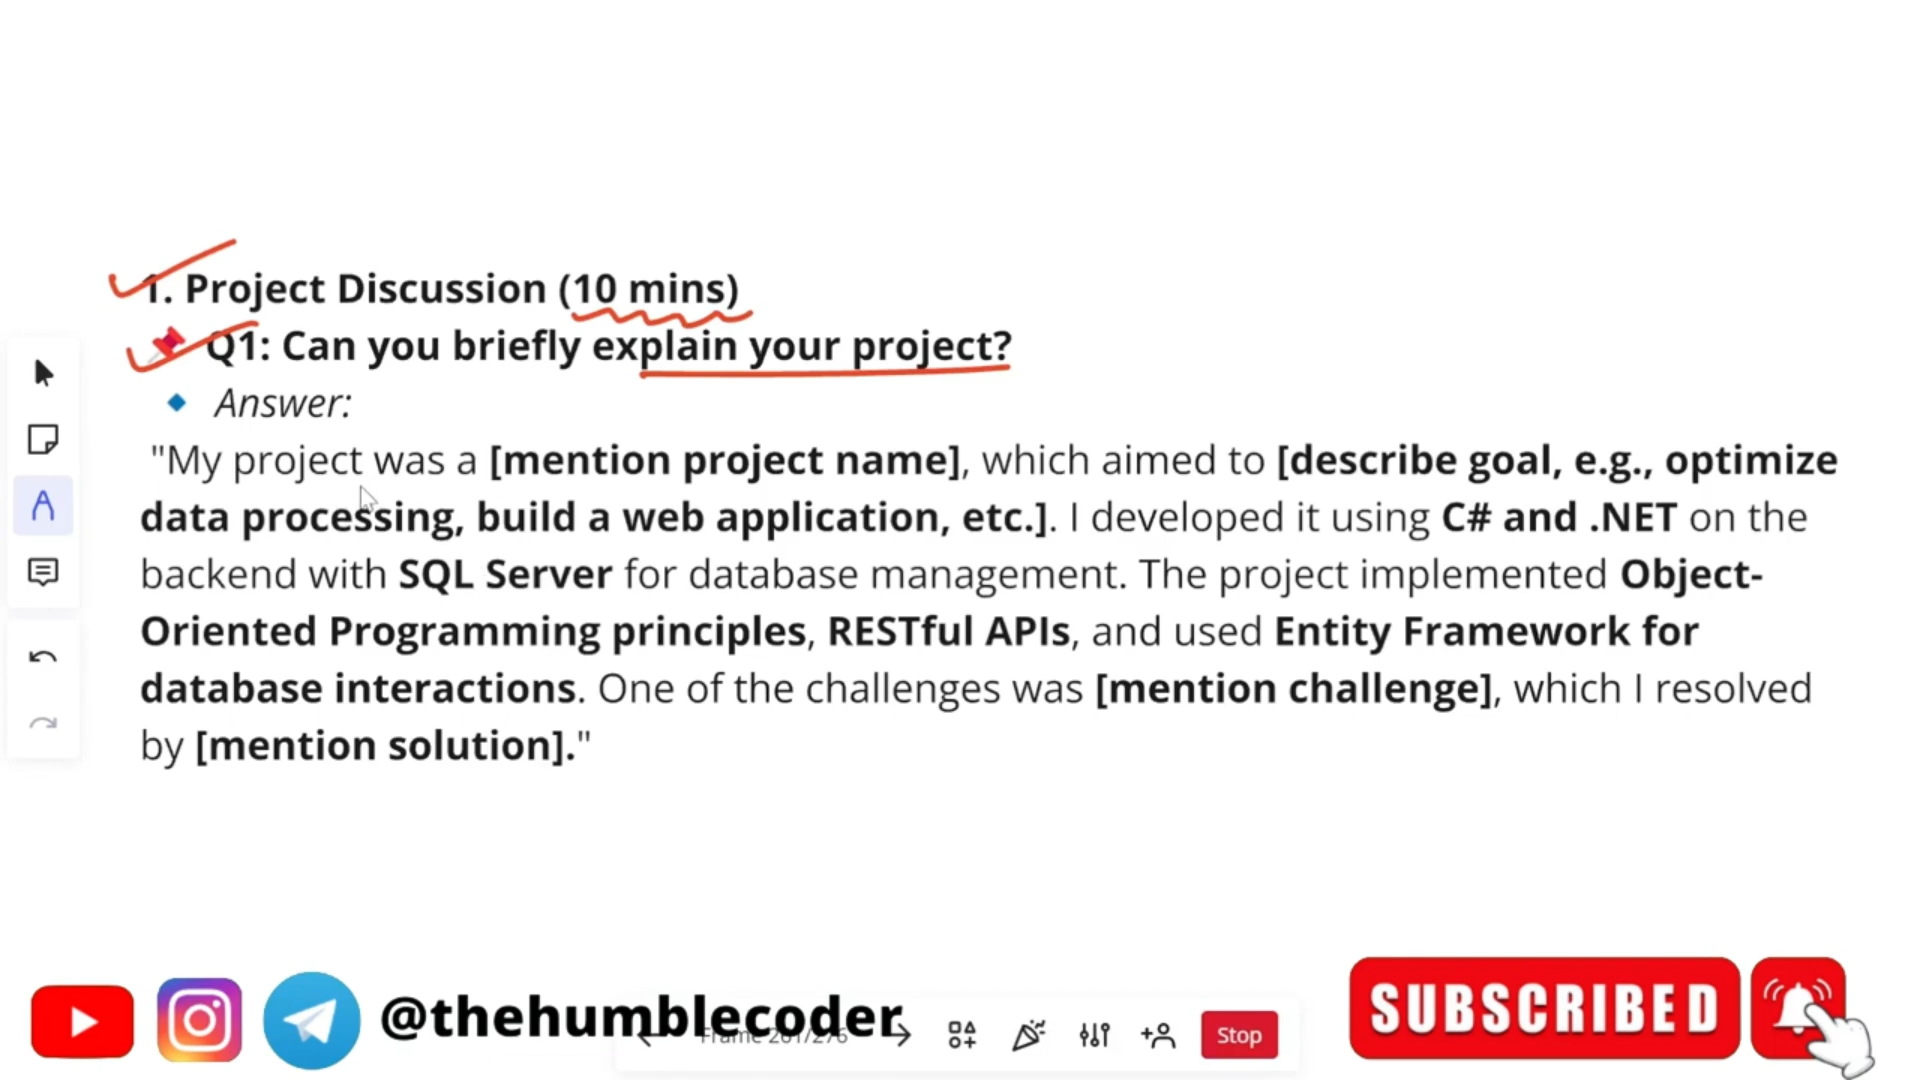 1. Project Discussion (10 mins)
Q1: Can you briefly explain your project?
Answer:
"My project was a [mention project name], which aimed to [describe goal, e.g., optimize
data processing, build a web application, etc.]. I developed it using C# and .NET on the
backend with SQL Server for database management. The project implemented Object-
Oriented Programming principles, RESTful APIs, and used Entity Framework for
database interactions. One of the challenges was [mention challenge], which I resolved
by [mention solution]."
@thehumblecoder
Stop
SUBSCRIBED